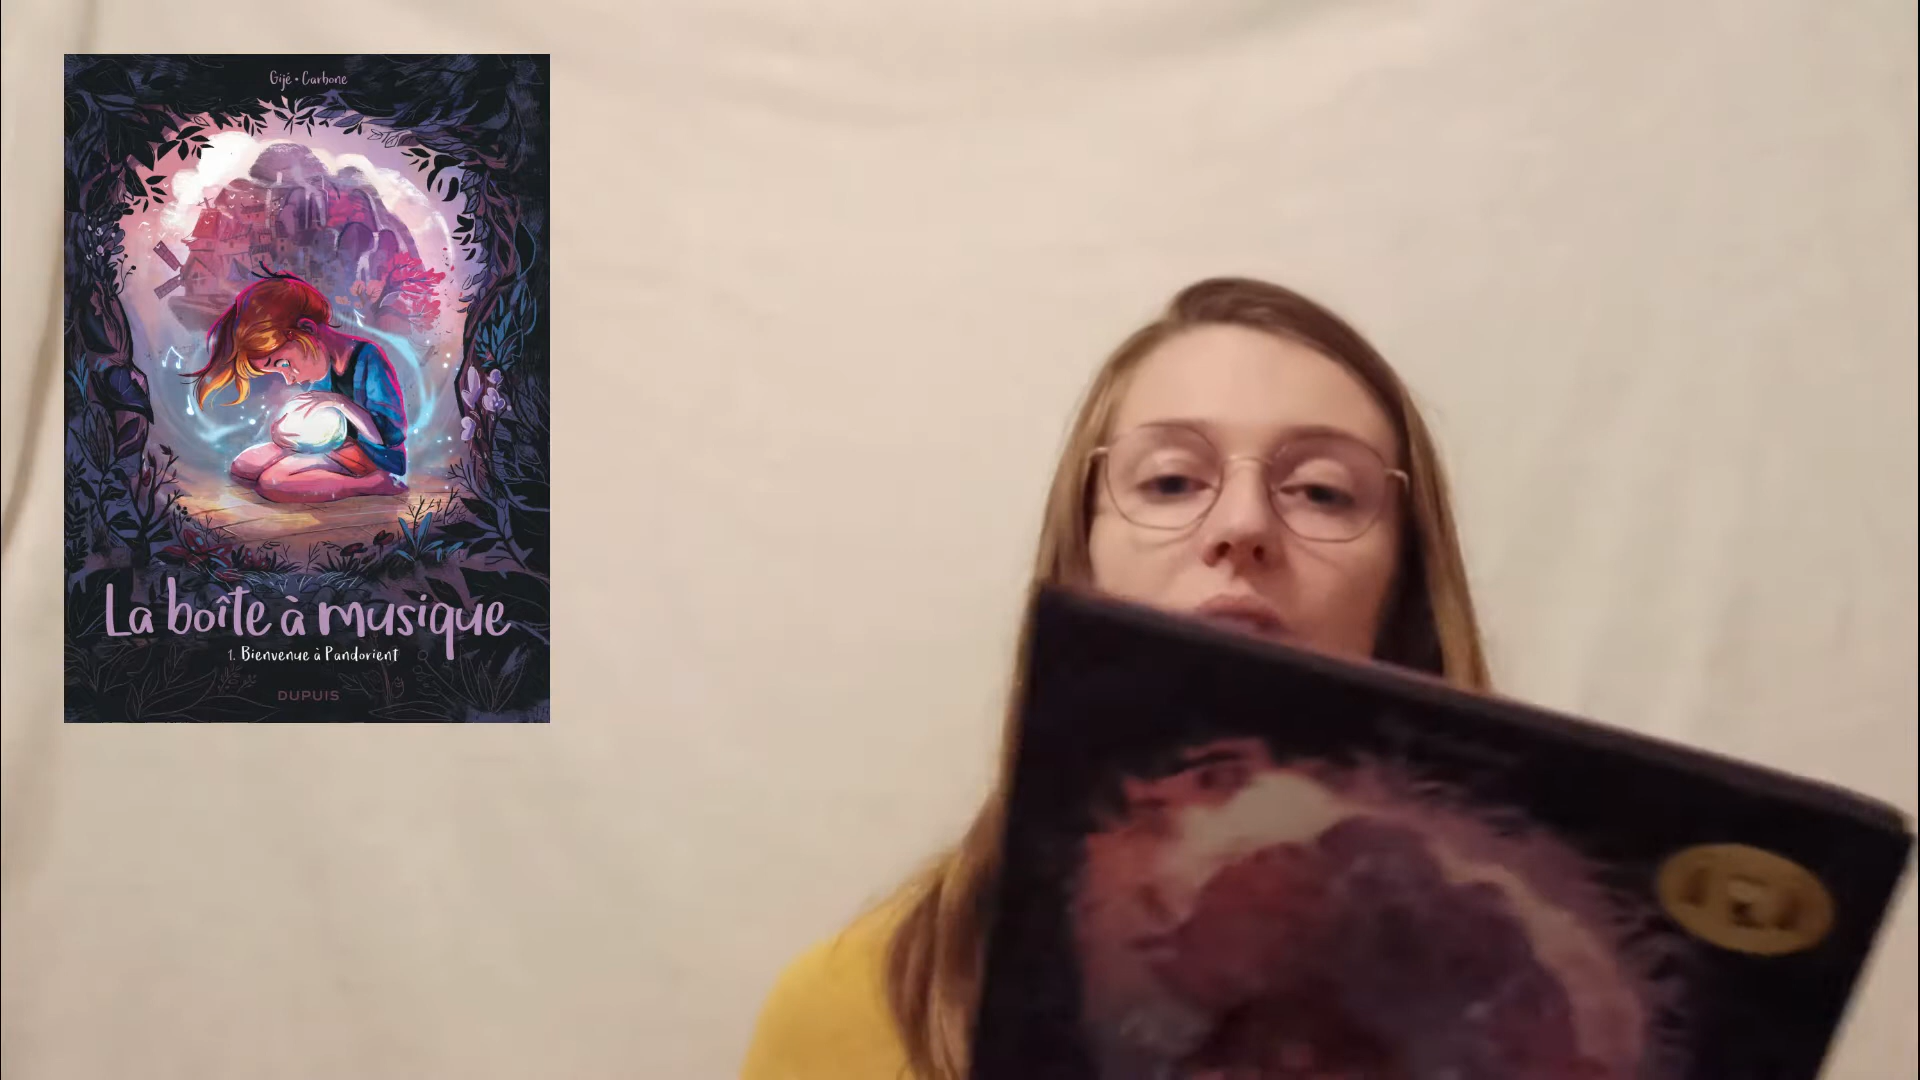 Gijé • Carbone
La boîte à musique
1. Bienvenue à Pandorient
DUPUIS